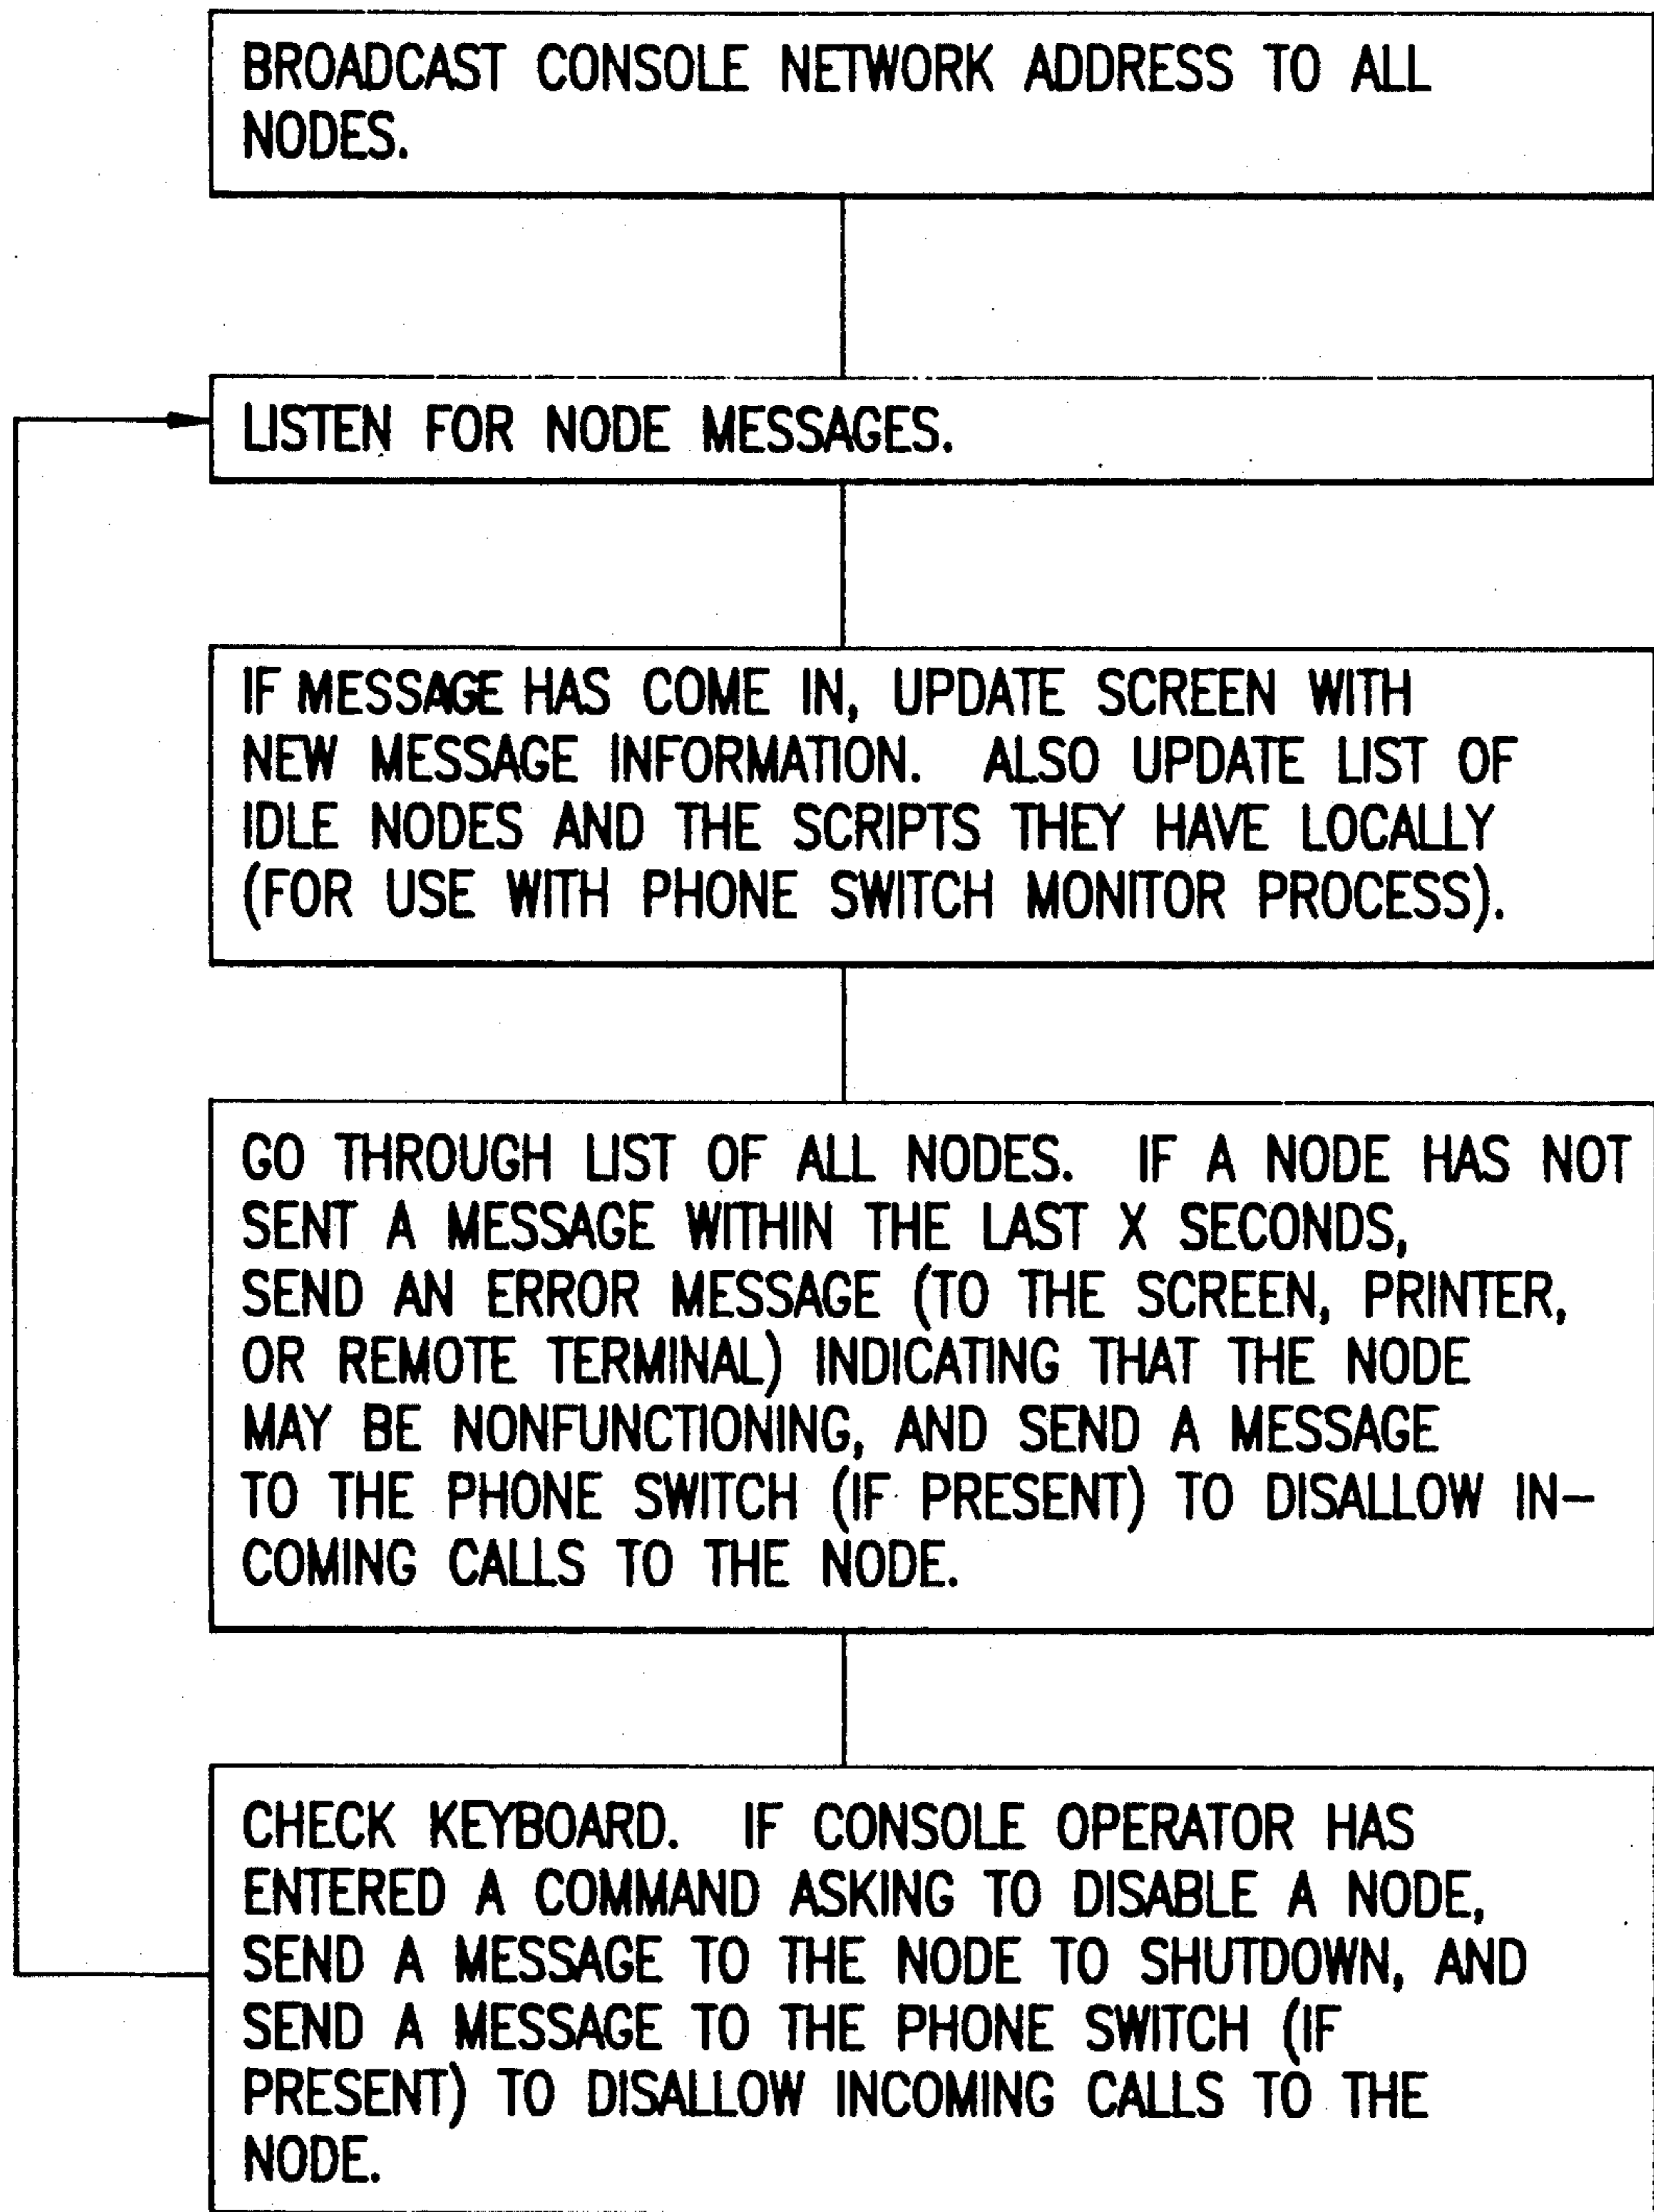 BROADCAST CONSOLE NETWORK ADDRESS TO ALL
NODES.
LISTEN FOR NODE MESSAGES.
IF MESSAGE HAS COME IN, UPDATE SCREEN WITH
NEW MESSAGE INFORMATION. ALSO UPDATE LIST OF
IDLE NODES AND THE SCRIPTS THEY HAVE LOCALLY
(FOR USE WITH PHONE SWITCH MONITOR PROCESS).
GO THROUGH LIST OF ALL NODES. IF A NODE HAS NOT
SENT A MESSAGE WITHIN THE LAST X SECONDS,
SEND AN ERROR MESSAGE (TO THE SCREEN, PRINTER,
OR REMOTE TERMINAL) INDICATING THAT THE NODE
MAY BE NONFUNCTIONING, AND SEND A MESSAGE
TO THE PHONE SWITCH (IF PRESENT) TO DISALLOW IN-
COMING CALLS TO THE NODE.
CHECK KEYBOARD. IF CONSOLE OPERATOR HAS
ENTERED A COMMAND ASKING TO DISABLE A NODE,
SEND A MESSAGE TO THE NODE TO SHUTDOWN, AND
SEND A MESSAGE TO THE PHONE SWITCH (IF
PRESENT) TO DISALLOW INCOMING CALLS TO THE
NODE.